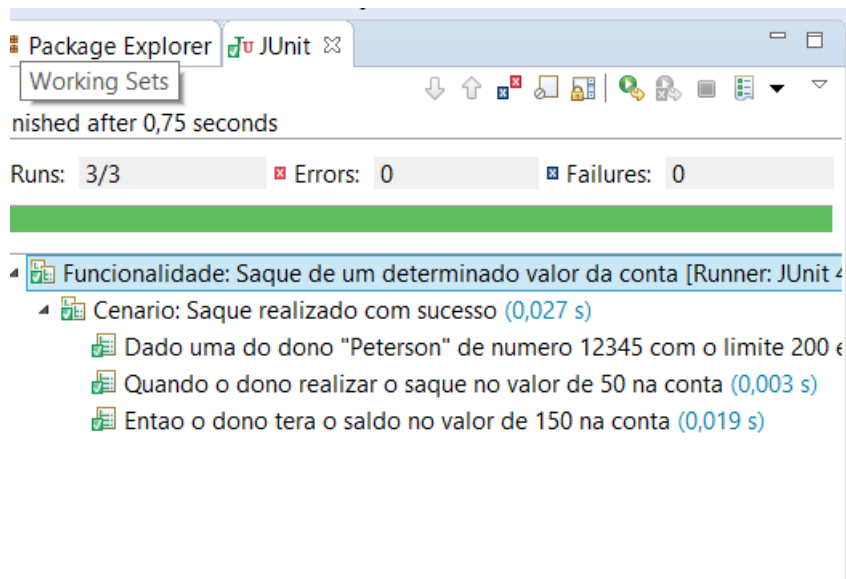 Package Explorer JUnit
Working Sets
nished after 0,75 seconds
Runs: 3/3 Errors: 0 Failures: 0
Funcionalidade: Saque de um determinado valor da conta [Runner: JUnit 4
Cenario: Saque realizado com sucesso (0,027 s)
Dado uma do dono "Peterson" de numero 12345 com o limite 200 e
Quando o dono realizar o saque no valor de 50 na conta (0,003 s)
Entao o dono tera o saldo no valor de 150 na conta (0,019 s)